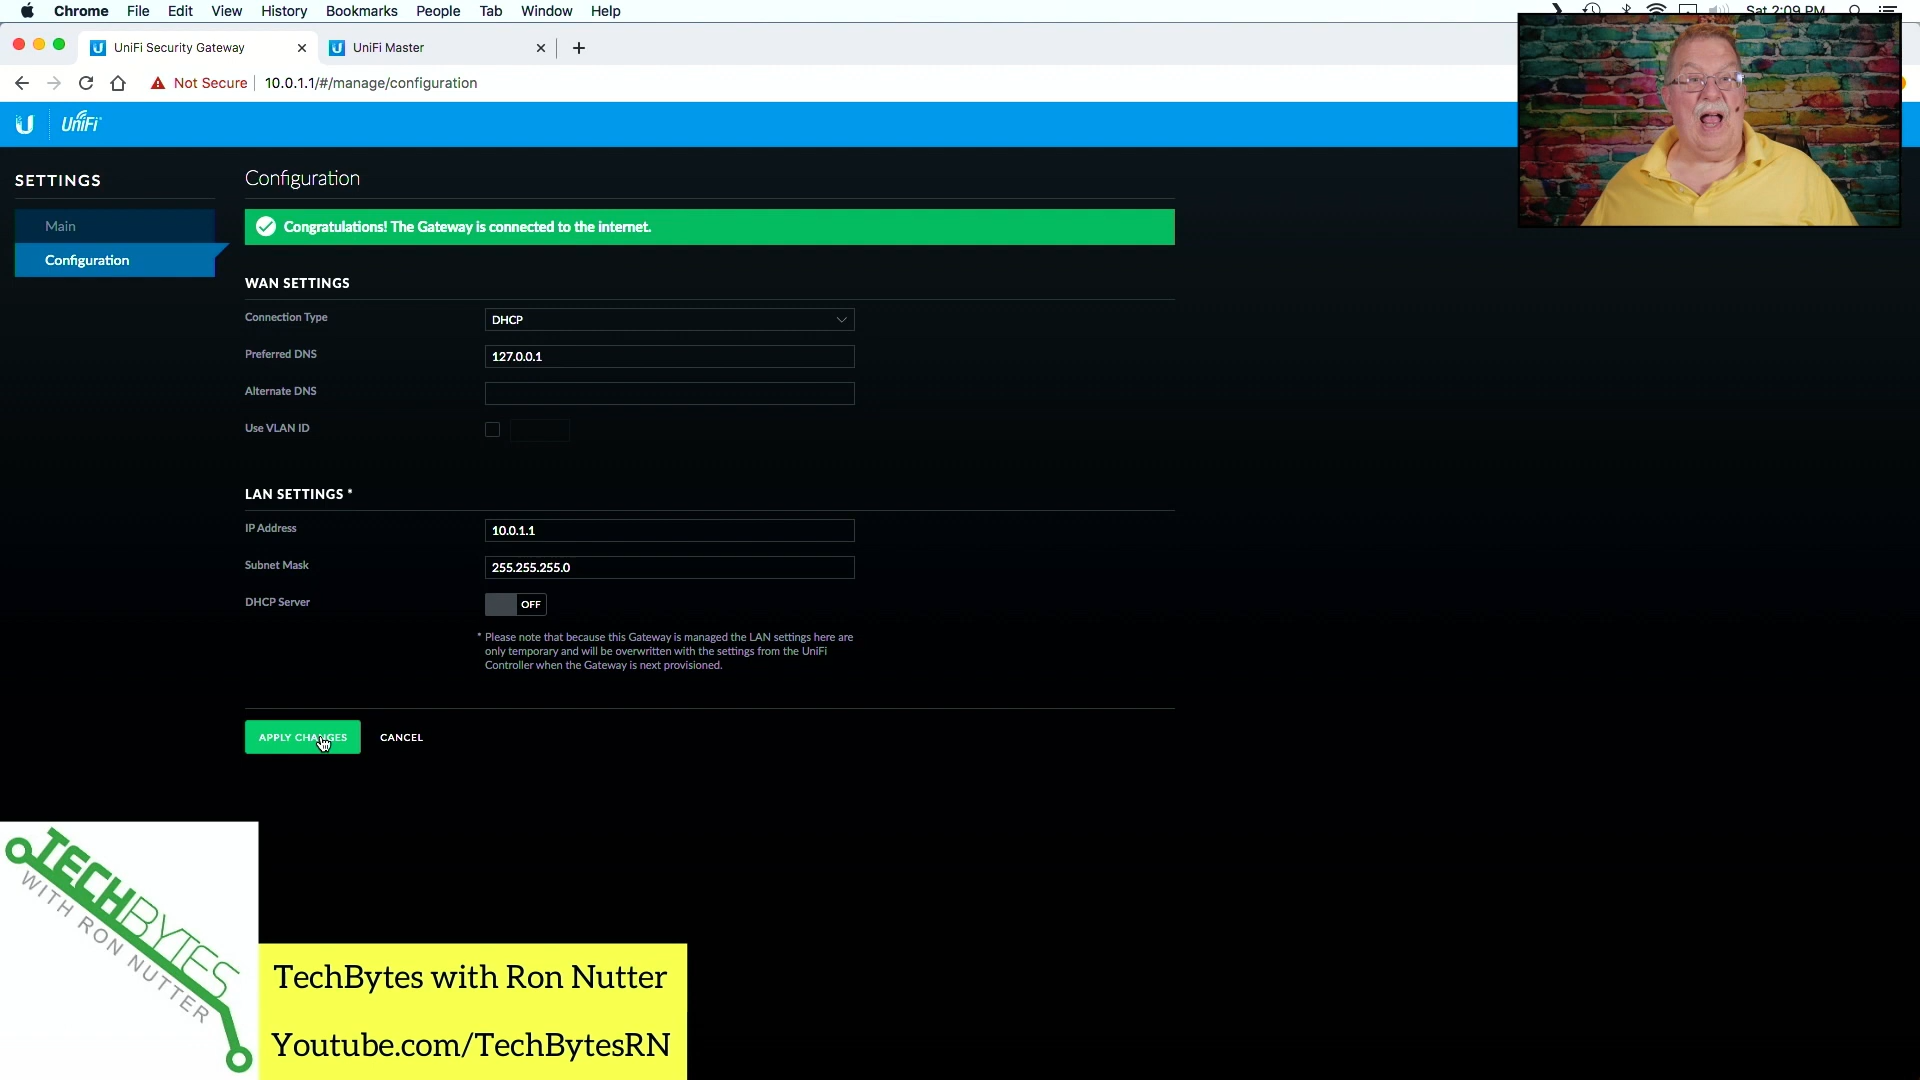 Chrome File Edit View History Bookmarks People Tab Window Help
Sat 2:09 PM
UniFi Security Gateway
UniFi Master
Not Secure 10.0.1.1/#/manage/configuration
UniFi
SETTINGS
Main
Configuration
Configuration
Congratulations! The Gateway is connected to the internet.
WAN SETTINGS
Connection Type DHCP
Preferred DNS 127.0.0.1
Alternate DNS
Use VLAN ID
LAN SETTINGS *
IP Address 10.0.1.1
Subnet Mask 255.255.255.0
DHCP Server OFF
* Please note that because this Gateway is managed the LAN settings here are
only temporary and will be overwritten with the settings from the UniFi
Controller when the Gateway is next provisioned.
APPLY CHANGES CANCEL
TECHBYTES
WITH RON NUTTER
TechBytes with Ron Nutter
Youtube.com/TechBytesRN